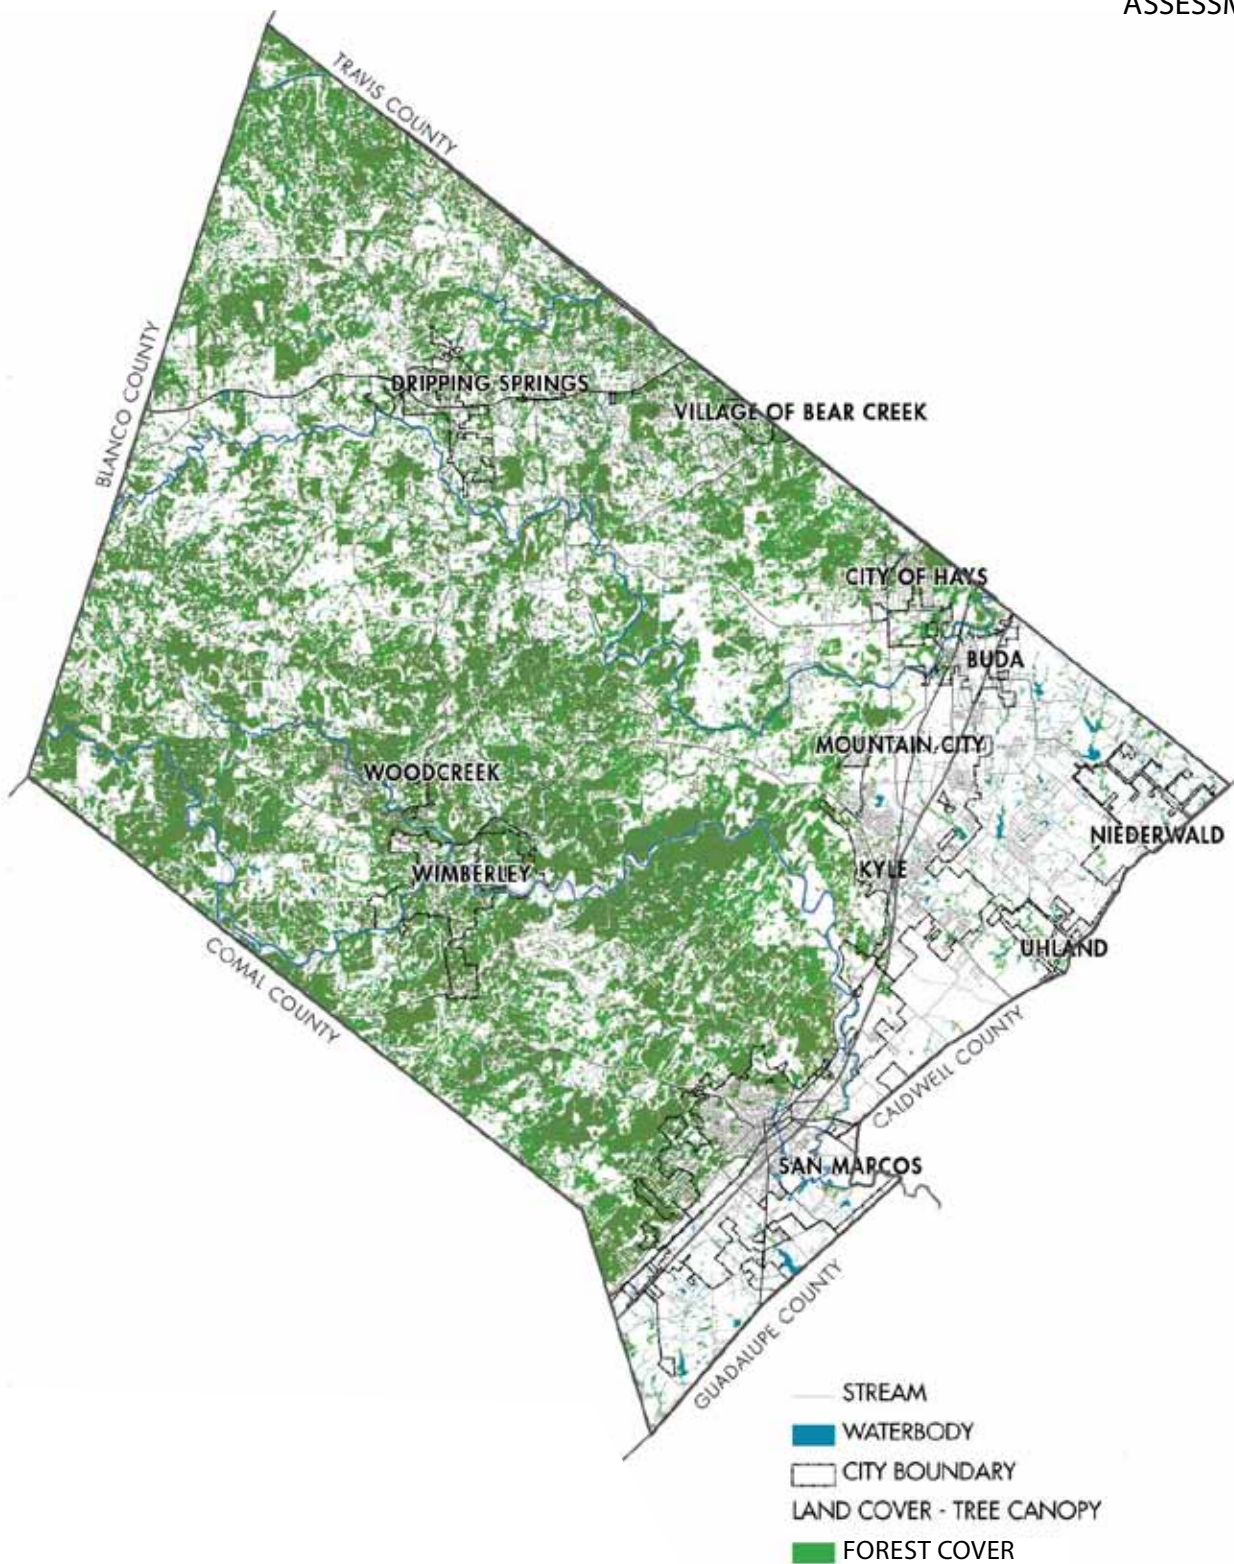 ASSESSM
TRAVIS COUNTY
BLANCO COUNTY
DRIPPING SPRINGS
VILLAGE OF BEAR CREEK
CITY OF HAYS
BUDA
MOUNTAIN CITY
WOODCREEK
NIEDERWALD
WIMBERLEY
KYLE
UHLAND
COMAL COUNTY
CALDWELL COUNTY
SAN MARCOS
GUADALUPE COUNTY
STREAM
WATERBODY
CITY BOUNDARY
LAND COVER - TREE CANOPY
FOREST COVER